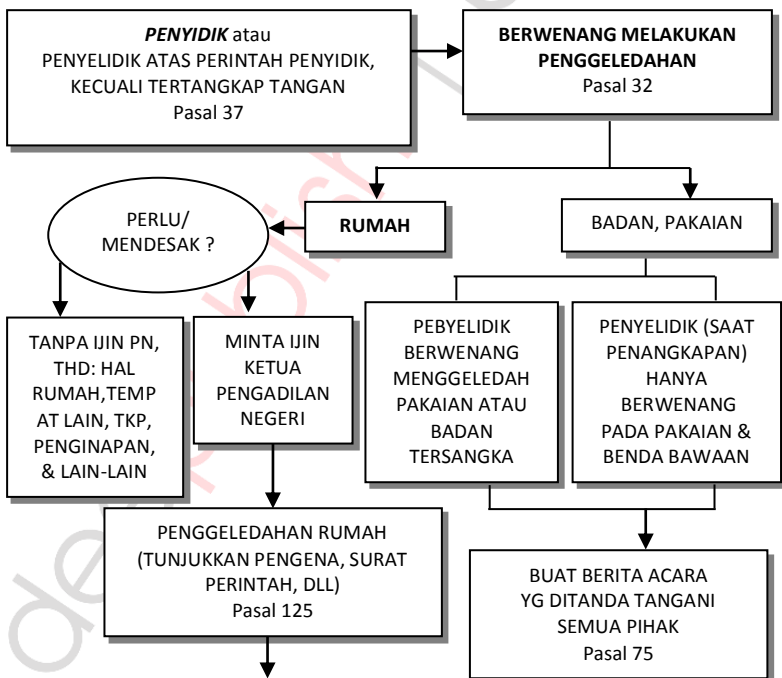 PENYIDIK atau
PENYELIDIK ATAS PERINTAH PENYIDIK,
KECUALI TERTANGKAP TANGAN
Pasal 37
BERWENANG MELAKUKAN
PENGGELEDAHAN
Pasal 32
PERLU/
MENDESAK ?
RUMAH
BADAN, PAKAIAN
TANPA IJIN PN,
THD: HAL
RUMAH,TEMP
AT LAIN, TKP,
PENGINAPAN,
& LAIN-LAIN
MINTA IJIN
KETUA
PENGADILAN
NEGERI
PEBYELIDIK
BERWENANG
MENGGELEDAH
PAKAIAN ATAU
BADAN
TERSANGKA
PENYELIDIK (SAAT
PENANGKAPAN)
HANYA
BERWENANG
PADA PAKAIAN &
BENDA BAWAAN
PENGGELEDAHAN RUMAH
(TUNJUKKAN PENGENA, SURAT
PERINTAH, DLL)
Pasal 125
BUAT BERITA ACARA
YG DITANDA TANGANI
SEMUA PIHAK
Pasal 75